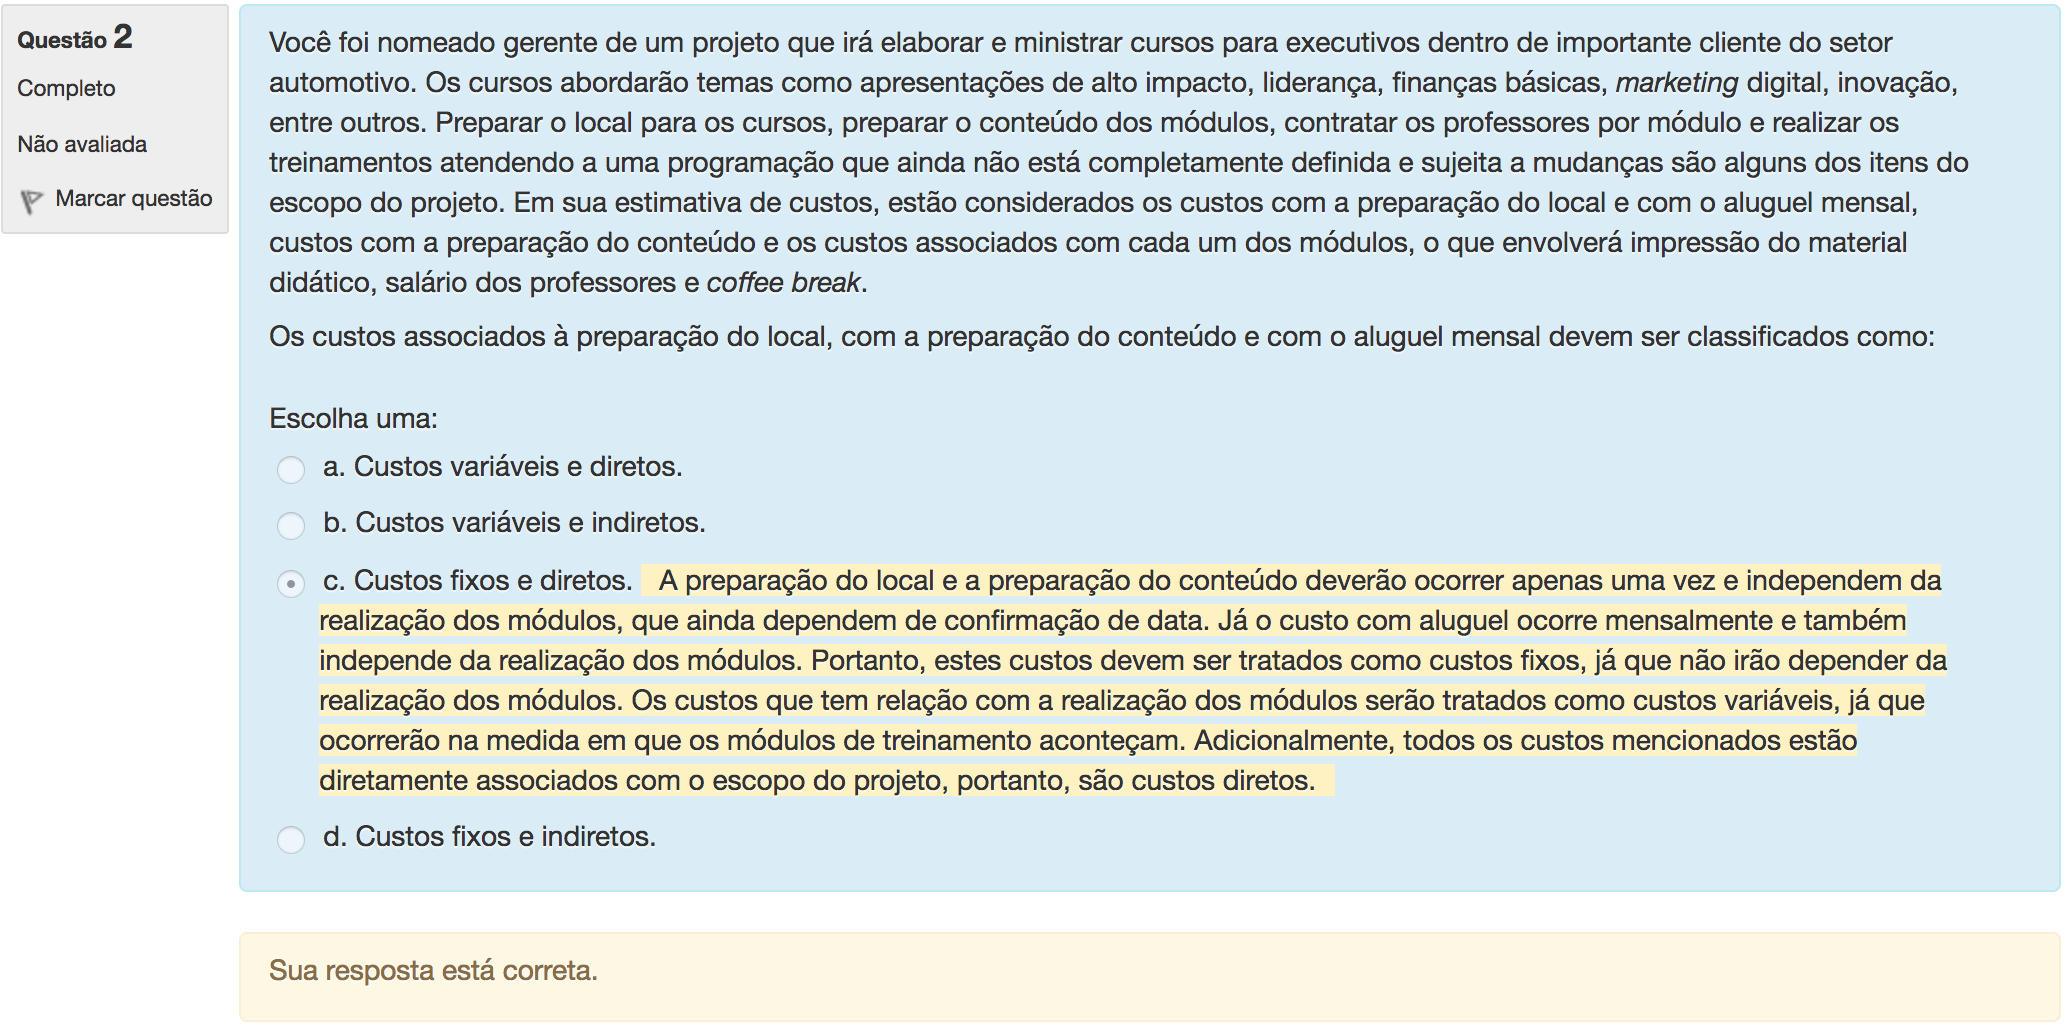 Questão 2
Completo
Não avaliada
Marcar questão
Você foi nomeado gerente de um projeto que irá elaborar e ministrar cursos para executivos dentro de importante cliente do setor
automotivo. Os cursos abordarão temas como apresentações de alto impacto, liderança, finanças básicas, marketing digital, inovação,
entre outros. Preparar o local para os cursos, preparar o conteúdo dos módulos, contratar os professores por módulo e realizar os
treinamentos atendendo a uma programação que ainda não está completamente definida e sujeita a mudanças são alguns dos itens do
escopo do projeto. Em sua estimativa de custos, estão considerados os custos com a preparação do local e com o aluguel mensal,
custos com a preparação do conteúdo e os custos associados com cada um dos módulos, o que envolverá impressão do material
didático, salário dos professores e coffee break.
Os custos associados à preparação do local, com a preparação do conteúdo e com o aluguel mensal devem ser classificados como:
Escolha uma:
a. Custos variáveis e diretos.
b. Custos variáveis e indiretos.
c. Custos fixos e diretos. A preparação do local e a preparação do conteúdo deverão ocorrer apenas uma vez e independem da
realização dos módulos, que ainda dependem de confirmação de data. Já o custo com aluguel ocorre mensalmente e também
independe da realização dos módulos. Portanto, estes custos devem ser tratados como custos fixos, já que não irão depender da
realização dos módulos. Os custos que tem relação com a realização dos módulos serão tratados como custos variáveis, já que
ocorrerão na medida em que os módulos de treinamento aconteçam. Adicionalmente, todos os custos mencionados estão
diretamente associados com o escopo do projeto, portanto, são custos diretos.
d. Custos fixos e indiretos.
Sua resposta está correta.